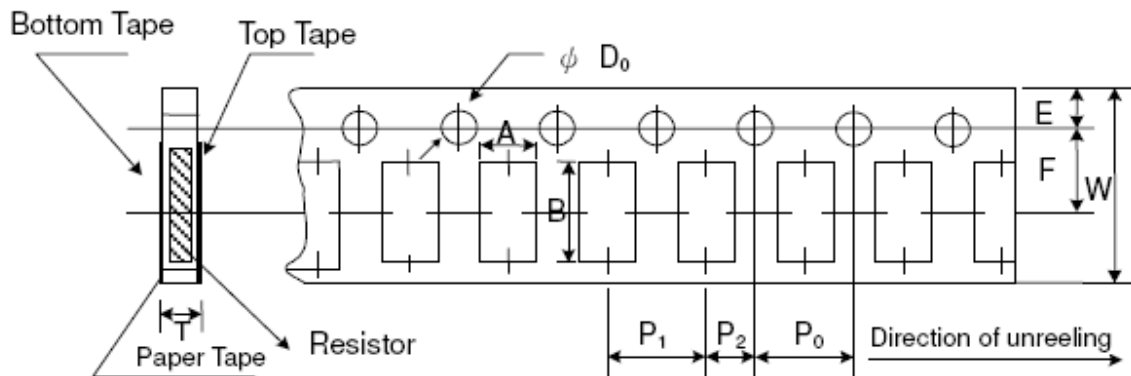 Bottom Tape
Top Tape
ϕ D₀
A
B
E
F
W
T
P₁
P₂
P₀
Direction of unreeling
Paper Tape
Resistor